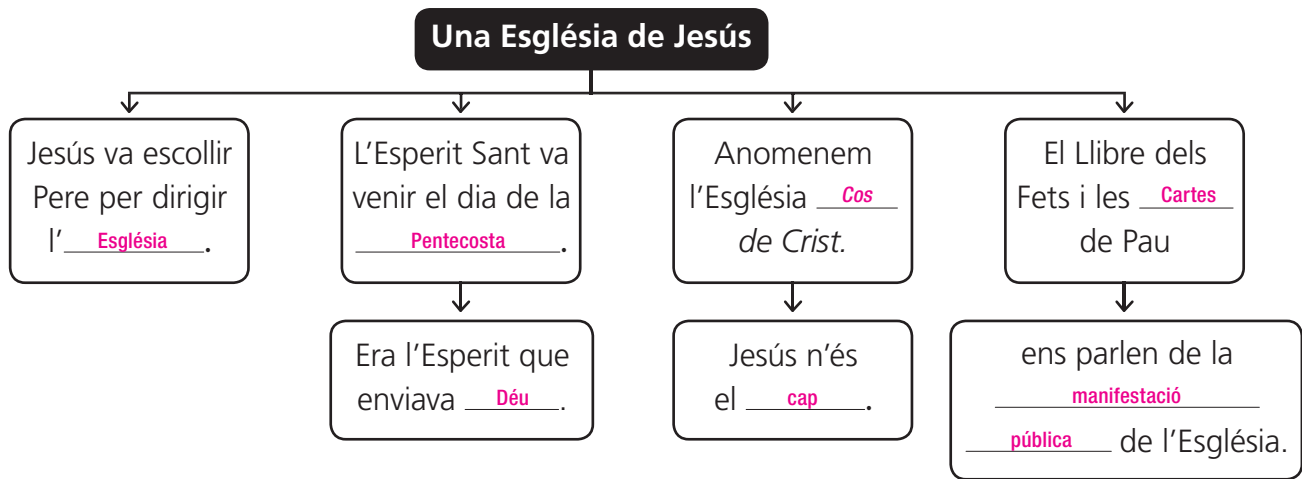 Una Església de Jesús
Jesús va escollir
Pere per dirigir
l' Església .
L'Esperit Sant va
venir el dia de la
Pentecosta .
Anomenem
l'Església Cos
de Crist.
El Llibre dels
Fets i les Cartes
de Pau
Era l'Esperit que
enviava Déu .
Jesús n'és
el cap .
ens parlen de la
manifestació
pública de l'Església.